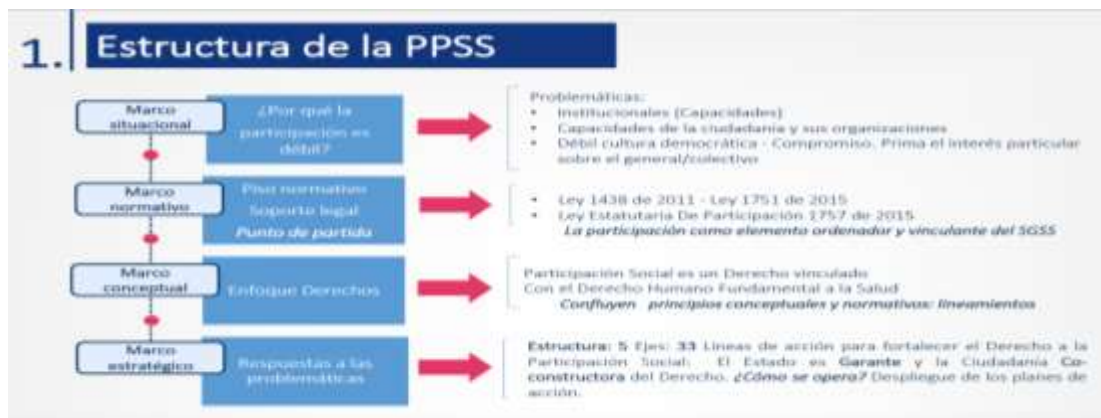 1. Estructura de la PPSS
Marco
situacional
¿Por qué la
participación es
débil?
Problemáticas:
• Institucionales (Capacidades)
• Capacidades de la ciudadanía y sus organizaciones
• Débil cultura democrática - Compromiso. Prima el interés particular
sobre el general/colectivo
Marco
normativo
Piso normativo
Soporte legal
Punto de partida
• Ley 1438 de 2011 - Ley 1751 de 2015
• Ley Estatutaria De Participación 1757 de 2015
La participación como elemento ordenador y vinculante del SGSS
Marco
conceptual
Enfoque Derechos
Participación Social es un Derecho vinculado
Con el Derecho Humano Fundamental a la Salud
Confluyen principios conceptuales y normativos: lineamientos
Marco
estratégico
Respuestas a las
problemáticas
Estructura: 5 Ejes: 33 Líneas de acción para fortalecer el Derecho a la
Participación Social: El Estado es Garante y la Ciudadanía Co-
constructora del Derecho. ¿Cómo se opera? Despliegue de los planes de
acción.